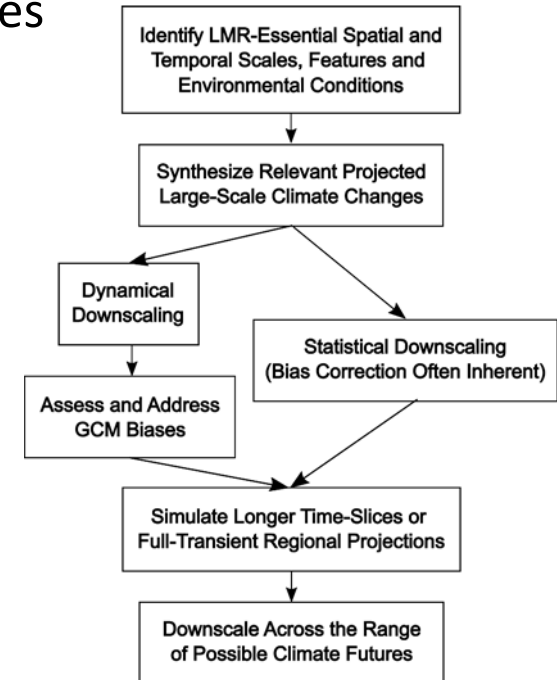 es
Identify LMR-Essential Spatial and
Temporal Scales, Features and
Environmental Conditions
Synthesize Relevant Projected
Large-Scale Climate Changes
Dynamical
Downscaling
Statistical Downscaling
(Bias Correction Often Inherent)
Assess and Address
GCM Biases
Simulate Longer Time-Slices or
Full-Transient Regional Projections
Downscale Across the Range
of Possible Climate Futures